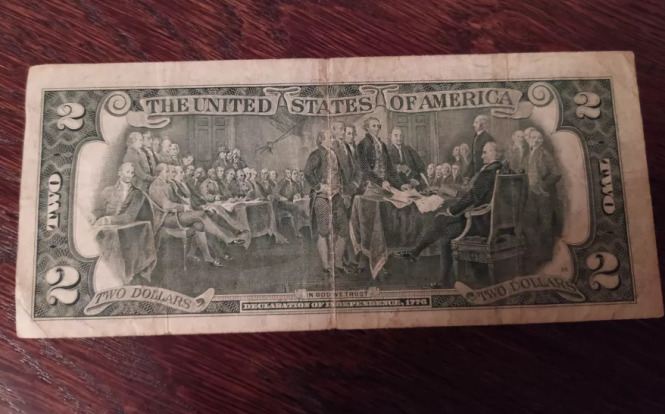 2 THE UNITED STATES OF AMERICA 2
TWO TWO
2 TWO DOLLARS IN GOD WE TRUST TWO DOLLARS 2
DECLARATION OF INDEPENDENCE, 1776